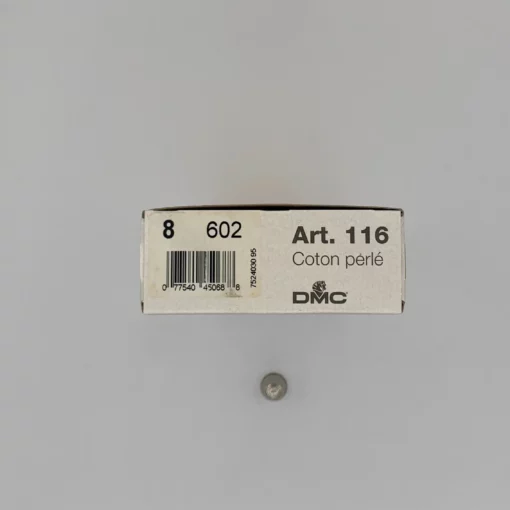 8 602
0 77540 45068 8
7524030 95
Art. 116
Coton perlé
DMC